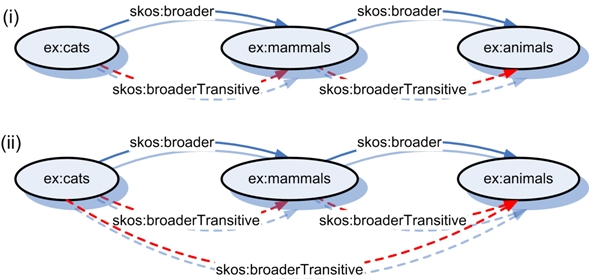 (i)
skos:broader skos:broader
ex:cats ex:mammals ex:animals
skos:broaderTransitive skos:broaderTransitive
(ii)
skos:broader skos:broader
ex:cats ex:mammals ex:animals
skos:broaderTransitive skos:broaderTransitive
skos:broaderTransitive